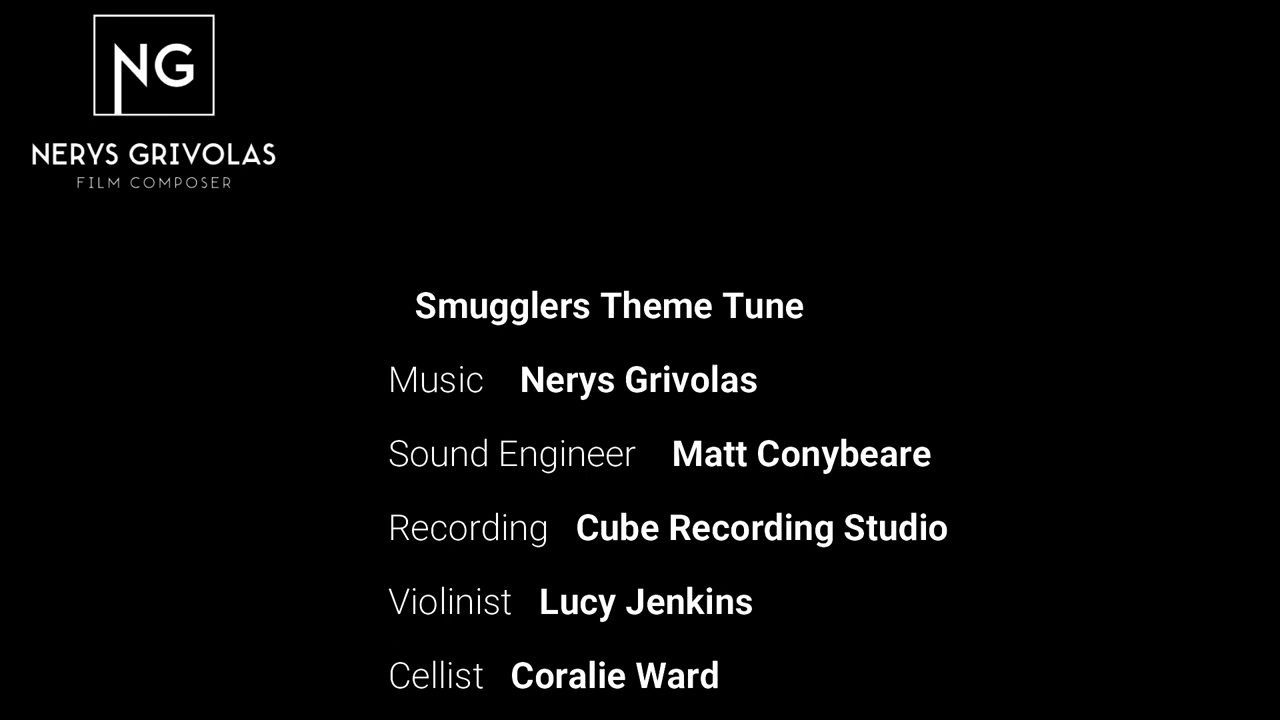 NG
NERYS GRIVOLAS
FILM COMPOSER
Smugglers Theme Tune
Music Nerys Grivolas
Sound Engineer Matt Conybeare
Recording Cube Recording Studio
Violinist Lucy Jenkins
Cellist Coralie Ward